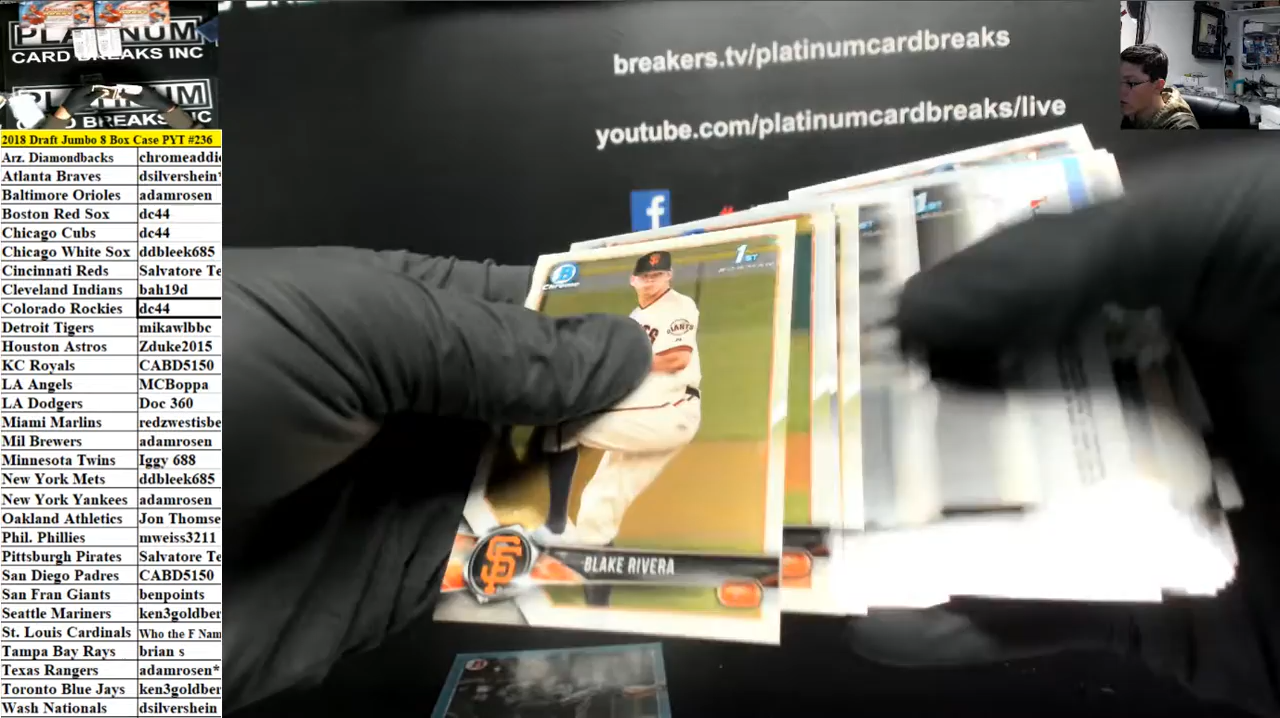 PLATINUM
CARD BREAKS INC
PLATINUM
2018 Draft Jumbo 8 Box Case PYT #236
Arz. Diamondbacks chromeaddi
Atlanta Braves dsilvershein*
Baltimore Orioles adamrosen
Boston Red Sox dc44
Chicago Cubs dc44
Chicago White Sox ddbleek685
Cincinnati Reds Salvatore Te
Cleveland Indians bah19d
Colorado Rockies dc44
Detroit Tigers mikawlbbc
Houston Astros Zduke2015
KC Royals CABD5150
LA Angels MCBoppa
LA Dodgers Doc 360
Miami Marlins redzwestisbe
Mil Brewers adamrosen
Minnesota Twins Iggy 688
New York Mets ddbleek685
New York Yankees adamrosen
Oakland Athletics Jon Thomse
Phil. Phillies mweiss3211
Pittsburgh Pirates Salvatore Te
San Diego Padres CABD5150
San Fran Giants benpoints
Seattle Mariners ken3goldber
St. Louis Cardinals Who the F Nam
Tampa Bay Rays brian s
Texas Rangers adamrosen*
Toronto Blue Jays ken3goldber
Wash Nationals dsilvershein
breakers.tv/platinumcardbreaks
youtube.com/platinumcardbreaks/live
f
B
Chrome
1ST
BOWMAN
GIANTS
SF
BLAKE RIVERA
1ST